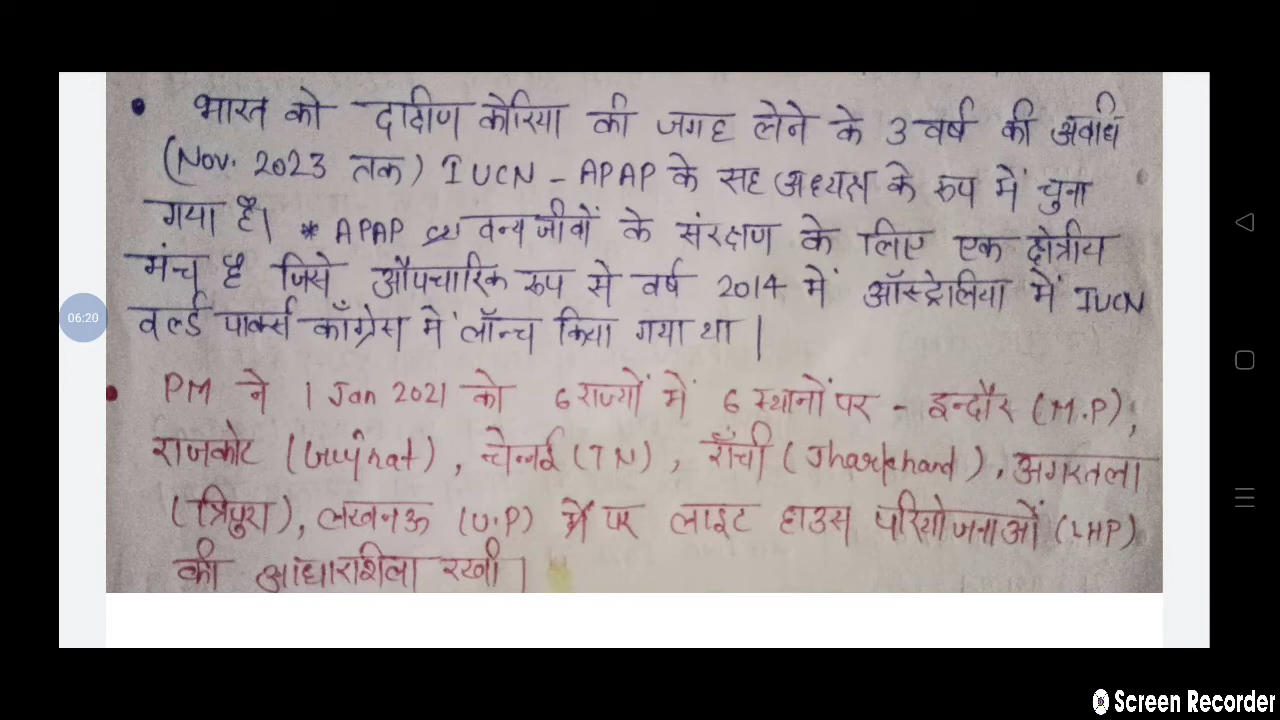 • भारत को दक्षिण कोरिया की जगह लेने के 3 वर्ष की अवधि
(Nov. 2023 तक) IUCN - APAP के सह अध्यक्ष के रूप में चुना
गया है। * APAP वन्यजीवों के संरक्षण के लिए एक क्षेत्रीय
मंच है जिसे औपचारिक रूप से वर्ष 2014 में ऑस्ट्रेलिया में IUCN
06:20
वर्ल्ड पार्क्स काँग्रेस में लॉन्च किया गया था |
• PM ने 1 Jan 2021 को 6 राज्यों में 6 स्थानों पर - इन्दौर (M.P),
राजकोट (Gujrat), चेन्नई (TN), राँची (Jharkhand), अगरतला
(त्रिपुरा), लखनऊ (U.P) में पर लाइट हाउस परियोजनाओं (LHP)
की आधारशिला रखी |
Screen Recorder